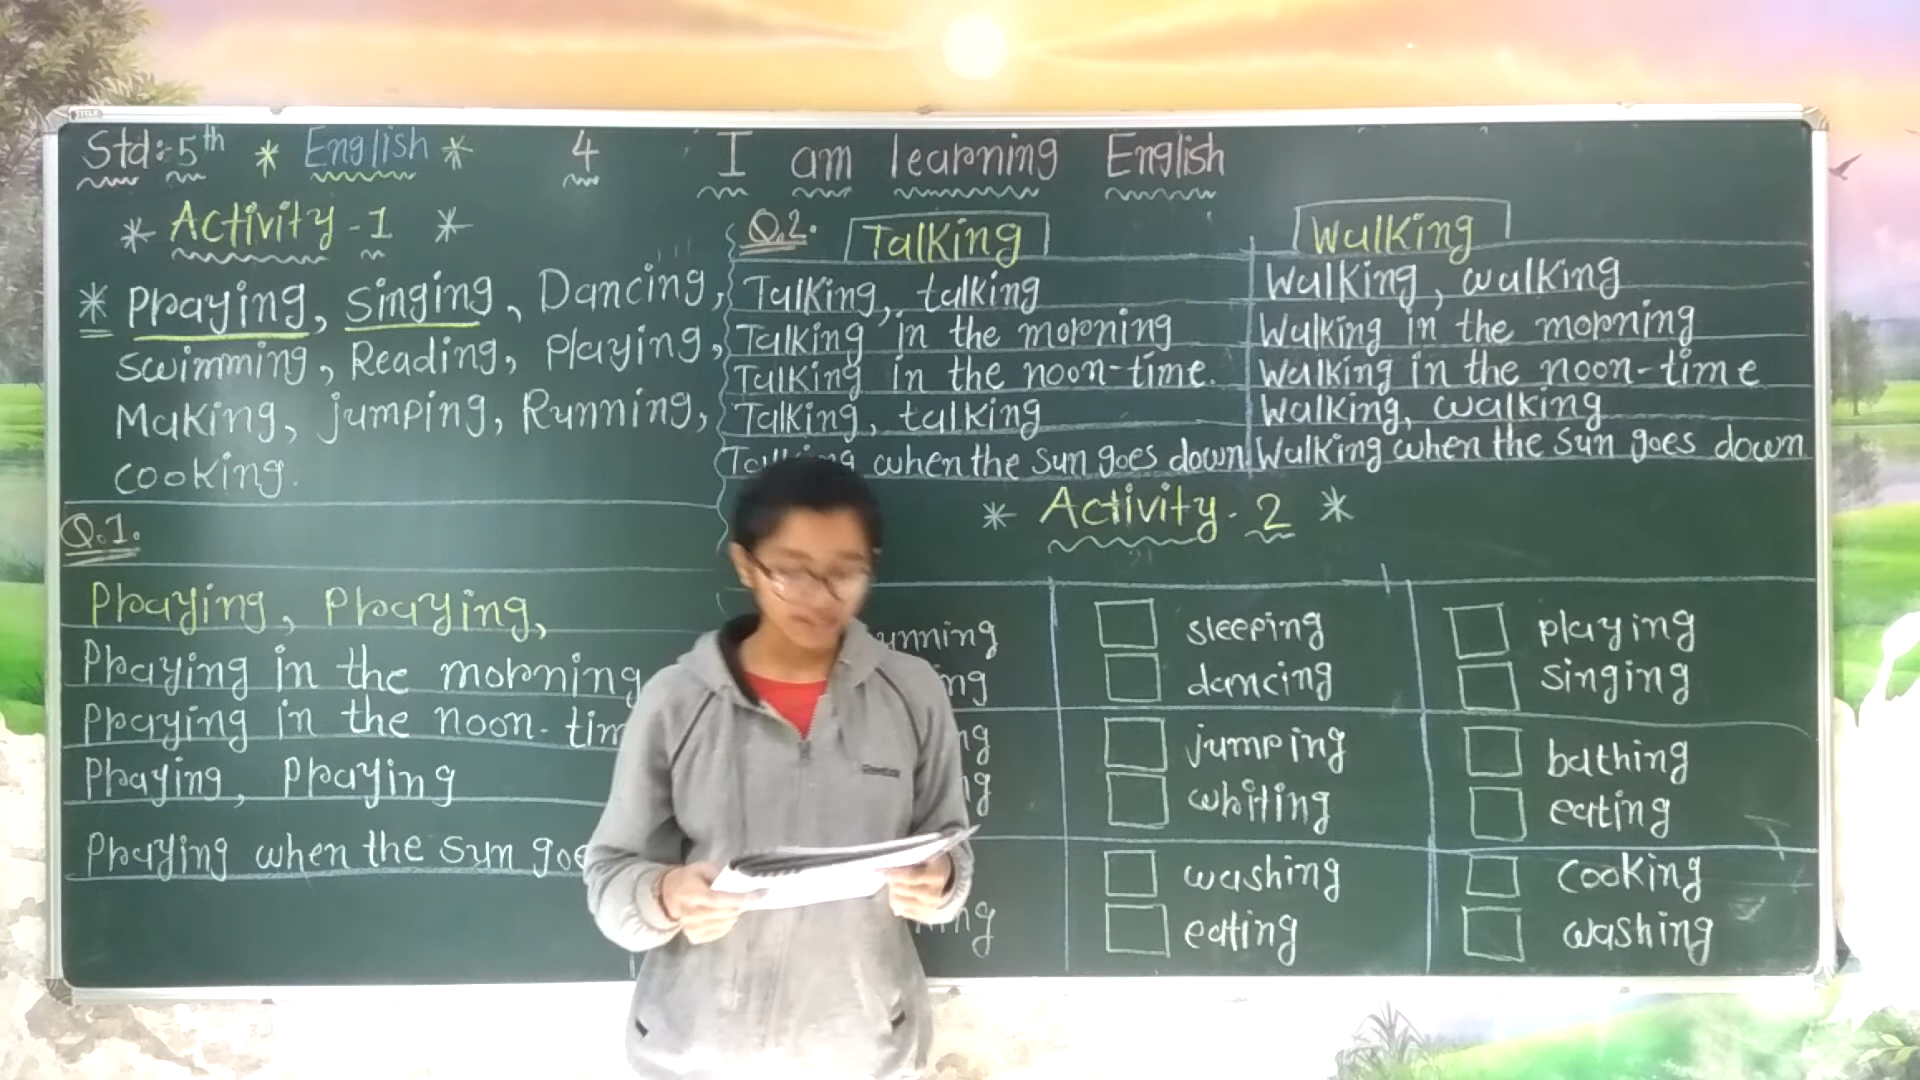 Std: 5th * English * 4 I am learning English
* Activity-1 *
* Praying, Singing, Dancing,
swimming, Reading, Playing,
Making, jumping, Running,
cooking.
Q.1.
Praying, Praying,
Praying in the morning
Praying in the noon-
Praying, Praying
Praying when the sun
Q.2. Talking
Talking, talking
Talking in the morning
Talking in the noon-time.
Talking, talking
when the sun goes down
Walking
Walking, walking
Walking in the morning
Walking in the noon-time
Walking, walking
Walking when the sun goes down
* Activity-2 *
sleeping
dancing
playing
singing
jumping
writing
bathing
eating
washing
eating
cooking
washing